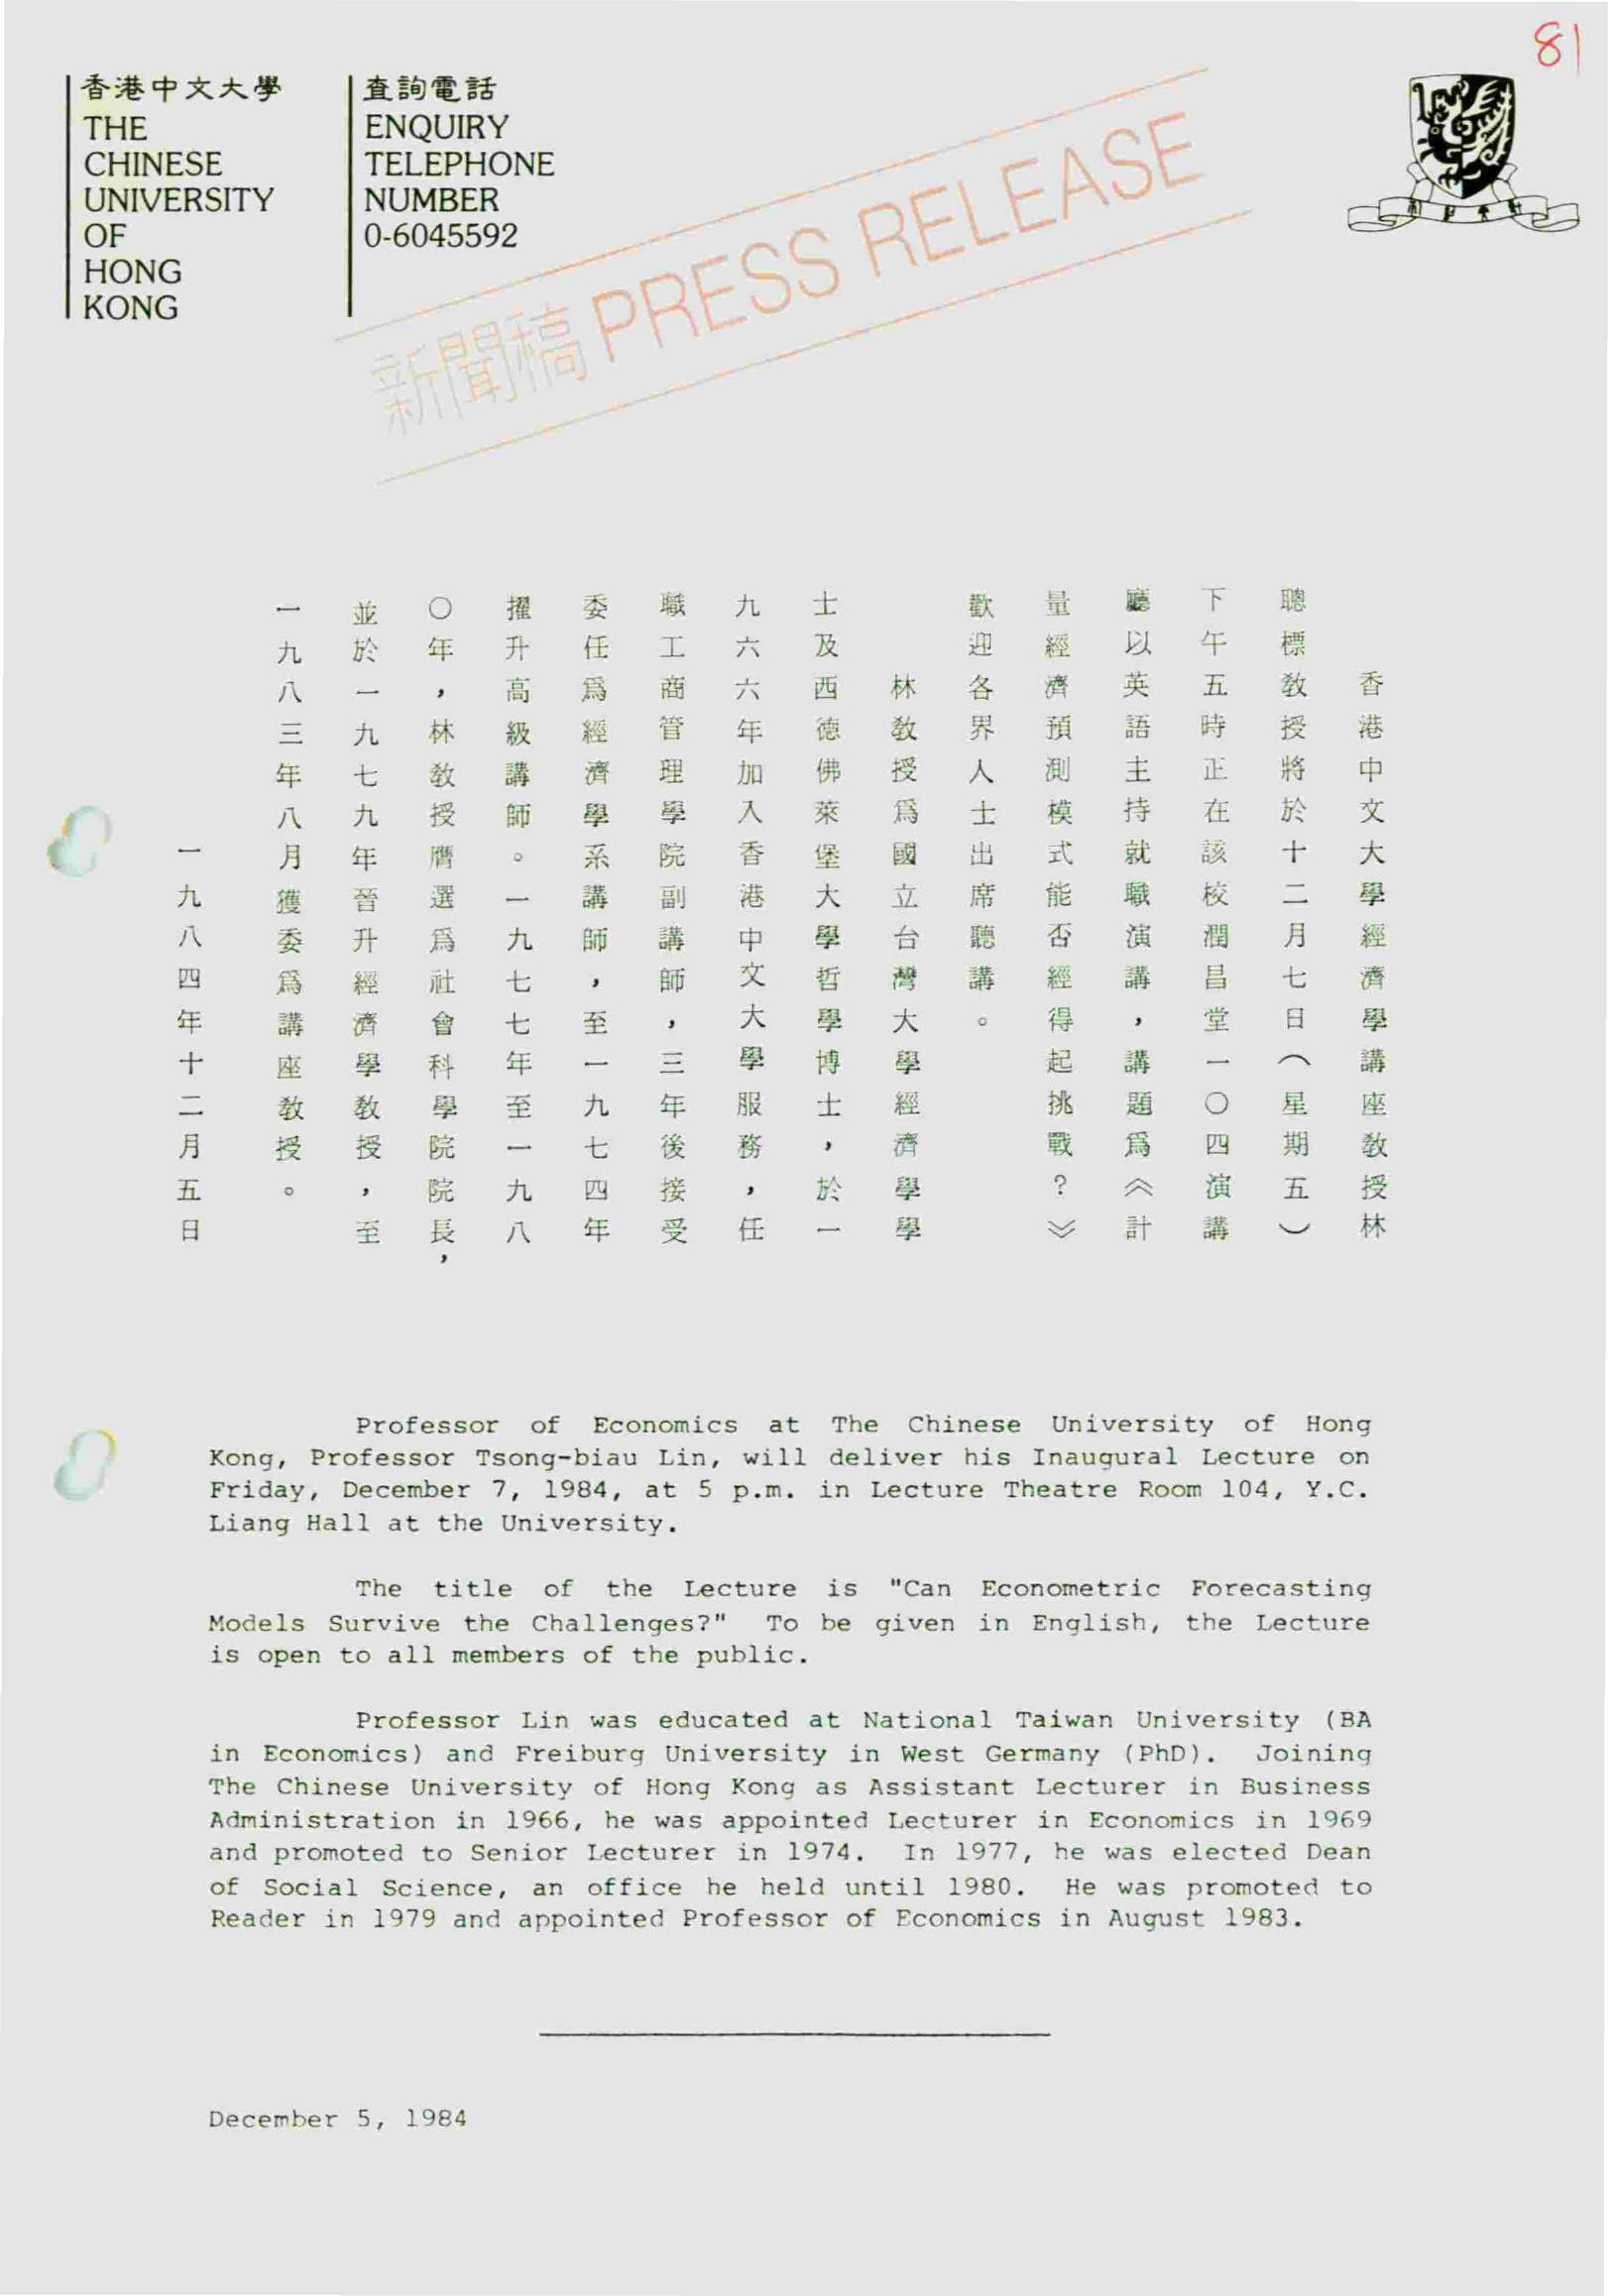 81
香港中文大學
THE
CHINESE
UNIVERSITY
OF
HONG
KONG
查詢電話
ENQUIRY
TELEPHONE
NUMBER
0-6045592
新聞稿 PRESS RELEASE
香港中文大學經濟學講座教授林
聰標教授將於十二月七日（星期五）
下午五時正在該校潤昌堂一〇四演講
廳以英語主持就職演講，講題爲《計
量經濟預測模式能否經得起挑戰？》
歡迎各界人士出席聽講。
林教授爲國立台灣大學經濟學學
士及西德佛萊堡大學哲學博士，於一
九六六年加入香港中文大學服務，任
職工商管理學院副講師，三年後接受
委任爲經濟學系講師，至一九七四年
擢升高級講師。一九七七年至一九八
〇年，林教授膺選爲社會科學院院長，
並於一九七九年晉升經濟學教授，至
一九八三年八月獲委爲講座教授。
一九八四年十二月五日
Professor of Economics at The Chinese University of Hong
Kong, Professor Tsong-biau Lin, will deliver his Inaugural Lecture on
Friday, December 7, 1984, at 5 p.m. in Lecture Theatre Room 104, Y.C.
Liang Hall at the University.
The title of the Lecture is "Can Econometric Forecasting
Models Survive the Challenges?" To be given in English, the Lecture
is open to all members of the public.
Professor Lin was educated at National Taiwan University (BA
in Economics) and Freiburg University in West Germany (PhD). Joining
The Chinese University of Hong Kong as Assistant Lecturer in Business
Administration in 1966, he was appointed Lecturer in Economics in 1969
and promoted to Senior Lecturer in 1974. In 1977, he was elected Dean
of Social Science, an office he held until 1980. He was promoted to
Reader in 1979 and appointed Professor of Economics in August 1983.
December 5, 1984